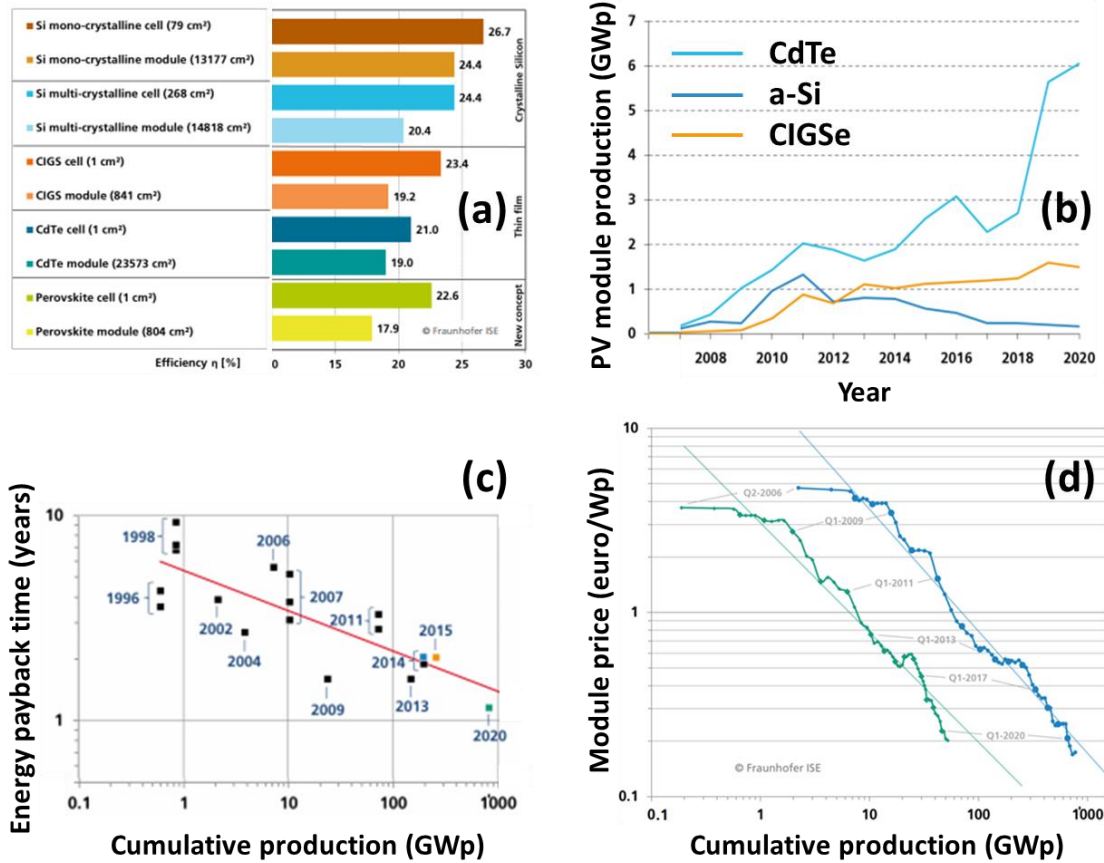 Si mono-crystalline cell (79 cm²)
26.7
Si mono-crystalline module (13177 cm²)
24.4
Si multi-crystalline cell (268 cm²)
24.4
Si multi-crystalline module (14818 cm²)
20.4
Crystalline Silicon
CIGS cell (1 cm²)
23.4
CIGS module (841 cm²)
19.2
CdTe cell (1 cm²)
21.0
CdTe module (23573 cm²)
19.0
Thin film
Perovskite cell (1 cm²)
22.6
Perovskite module (804 cm²)
17.9
New concept
© Fraunhofer ISE
(a)
Efficiency η [%]
0 15 20 25 30
PV module production (GWp)
7
6
5
4
3
2
1
0
CdTe
a-Si
CIGSe
(b)
2008 2010 2012 2014 2016 2018 2020
Year
(c)
Energy payback time (years)
10
1
1998
1996
2002
2004
2006
2007
2009
2011
2014
2015
2013
2020
0.1 1 10 100 1000
Cumulative production (GWp)
(d)
Module price (euro/Wp)
10
1
0.1
Q2-2006
Q1-2009
Q1-2011
Q1-2013
Q1-2017
Q1-2020
© Fraunhofer ISE
0.1 1 10 100 1000
Cumulative production (GWp)